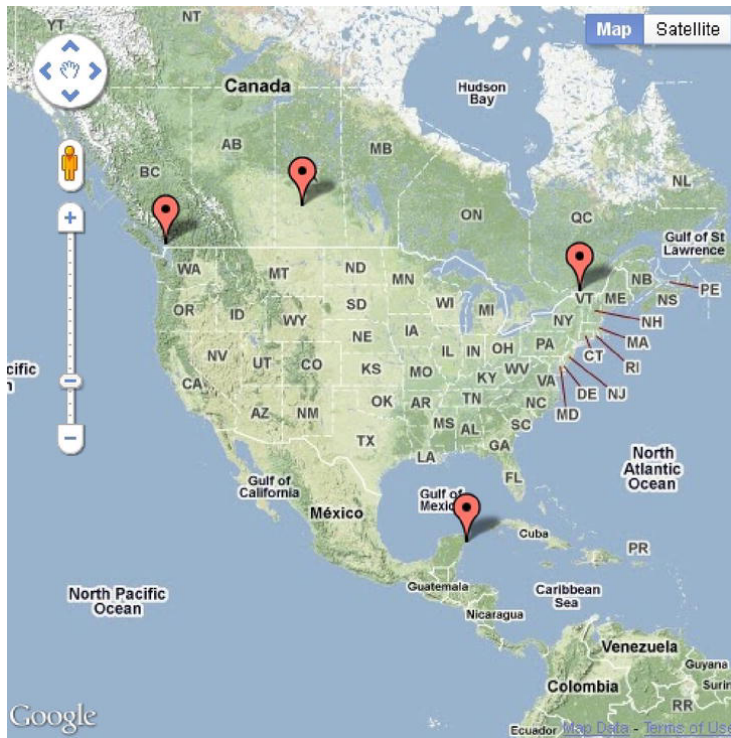 YT
NT
Map
Satellite
Canada
Hudson
Bay
AB
MB
BC
NL
ON
QC
Gulf of St
Lawrence
WA
MT
ND
MN
VT
ME
NB
PE
NS
OR
ID
WY
SD
WI
MI
NY
NH
IA
NE
MA
NV
UT
CO
IL
IN
OH
PA
CT
RI
cific
n
CA
KS
MO
KY
WV
VA
DE
NJ
MD
AZ
NM
OK
AR
TN
NC
MS
AL
SC
TX
GA
LA
FL
North
Atlantic
Ocean
Gulf of
California
Gulf of
Mexic
México
Cuba
PR
North Pacific
Ocean
Guatemala
Caribbean
Sea
Nicaragua
Venezuela
Guyana
Colombia
Surin
RR
Google
Ecuador
Map Data - Terms of Use